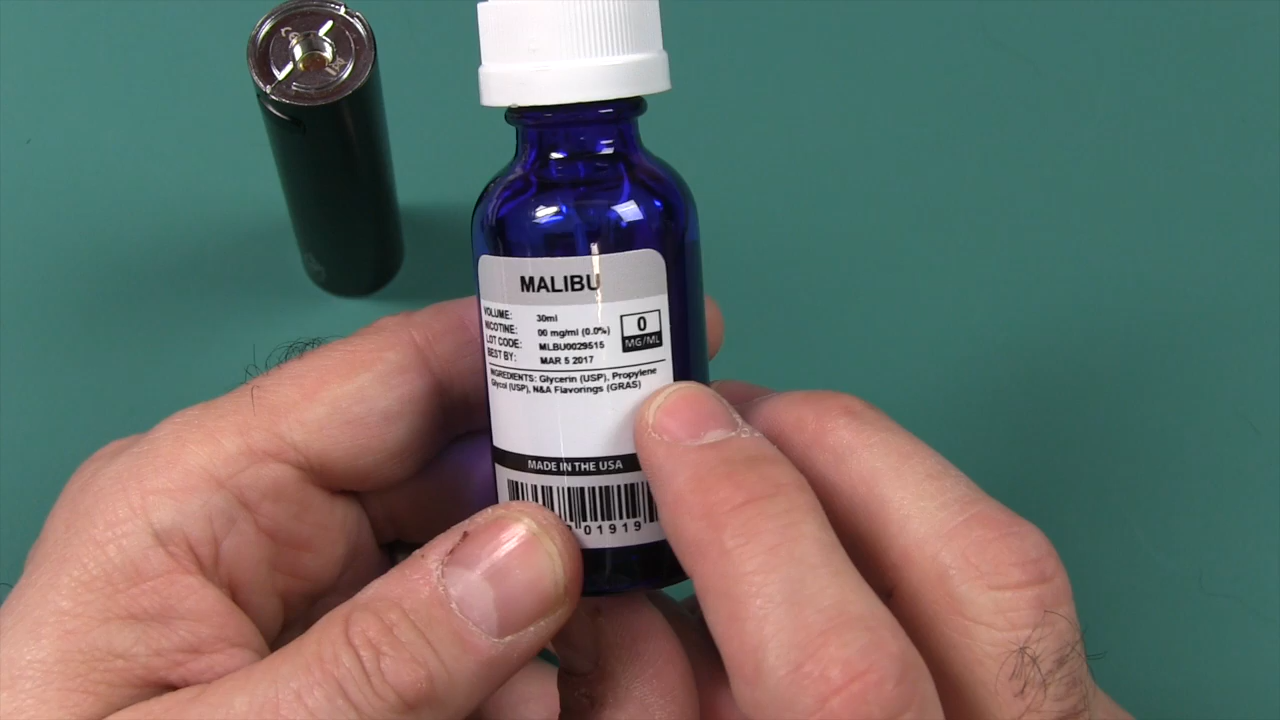 MALIBU
VOLUME: 30ml
NICOTINE: 00 mg/ml (0.0%)
LOT CODE: MLBU0029515
BEST BY: MAR 5 2017
0
MG/ML
INGREDIENTS: Glycerin (USP), Propylene
Glycol (USP), N&A Flavorings (GRAS)
MADE IN THE USA
01919